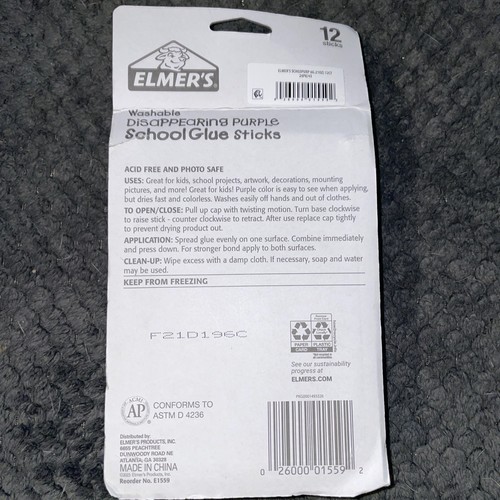 ELMER'S
12
sticks
Washable
DISAPPEARING PURPLE
School Glue Sticks
ACID FREE AND PHOTO SAFE
USES: Great for kids, school projects, artwork, decorations, mounting
pictures, and more! Great for kids! Purple color is easy to see when applying,
but dries fast and colorless. Washes easily off hands and out of clothes.
TO OPEN/CLOSE: Pull up cap with twisting motion. Turn base clockwise
to raise stick - counter clockwise to retract. After use replace cap tightly
to prevent drying product out.
APPLICATION: Spread glue evenly on one surface. Combine immediately
and press down. For stronger bond apply to both surfaces.
CLEAN-UP: Wipe excess with a damp cloth. If necessary, soap and water
may be used.
KEEP FROM FREEZING
F21D196C
PAPER
CARD
PLASTIC
TRAY
See our sustainability
progress at
ELMERS.COM
ACMI
AP
CONFORMS TO
ASTM D 4236
Distributed by:
ELMER'S PRODUCTS, INC.
6655 PEACHTREE
DUNWOODY ROAD NE
ATLANTA, GA 30328
MADE IN CHINA
Reorder No. E1559
0 26000 01559 2